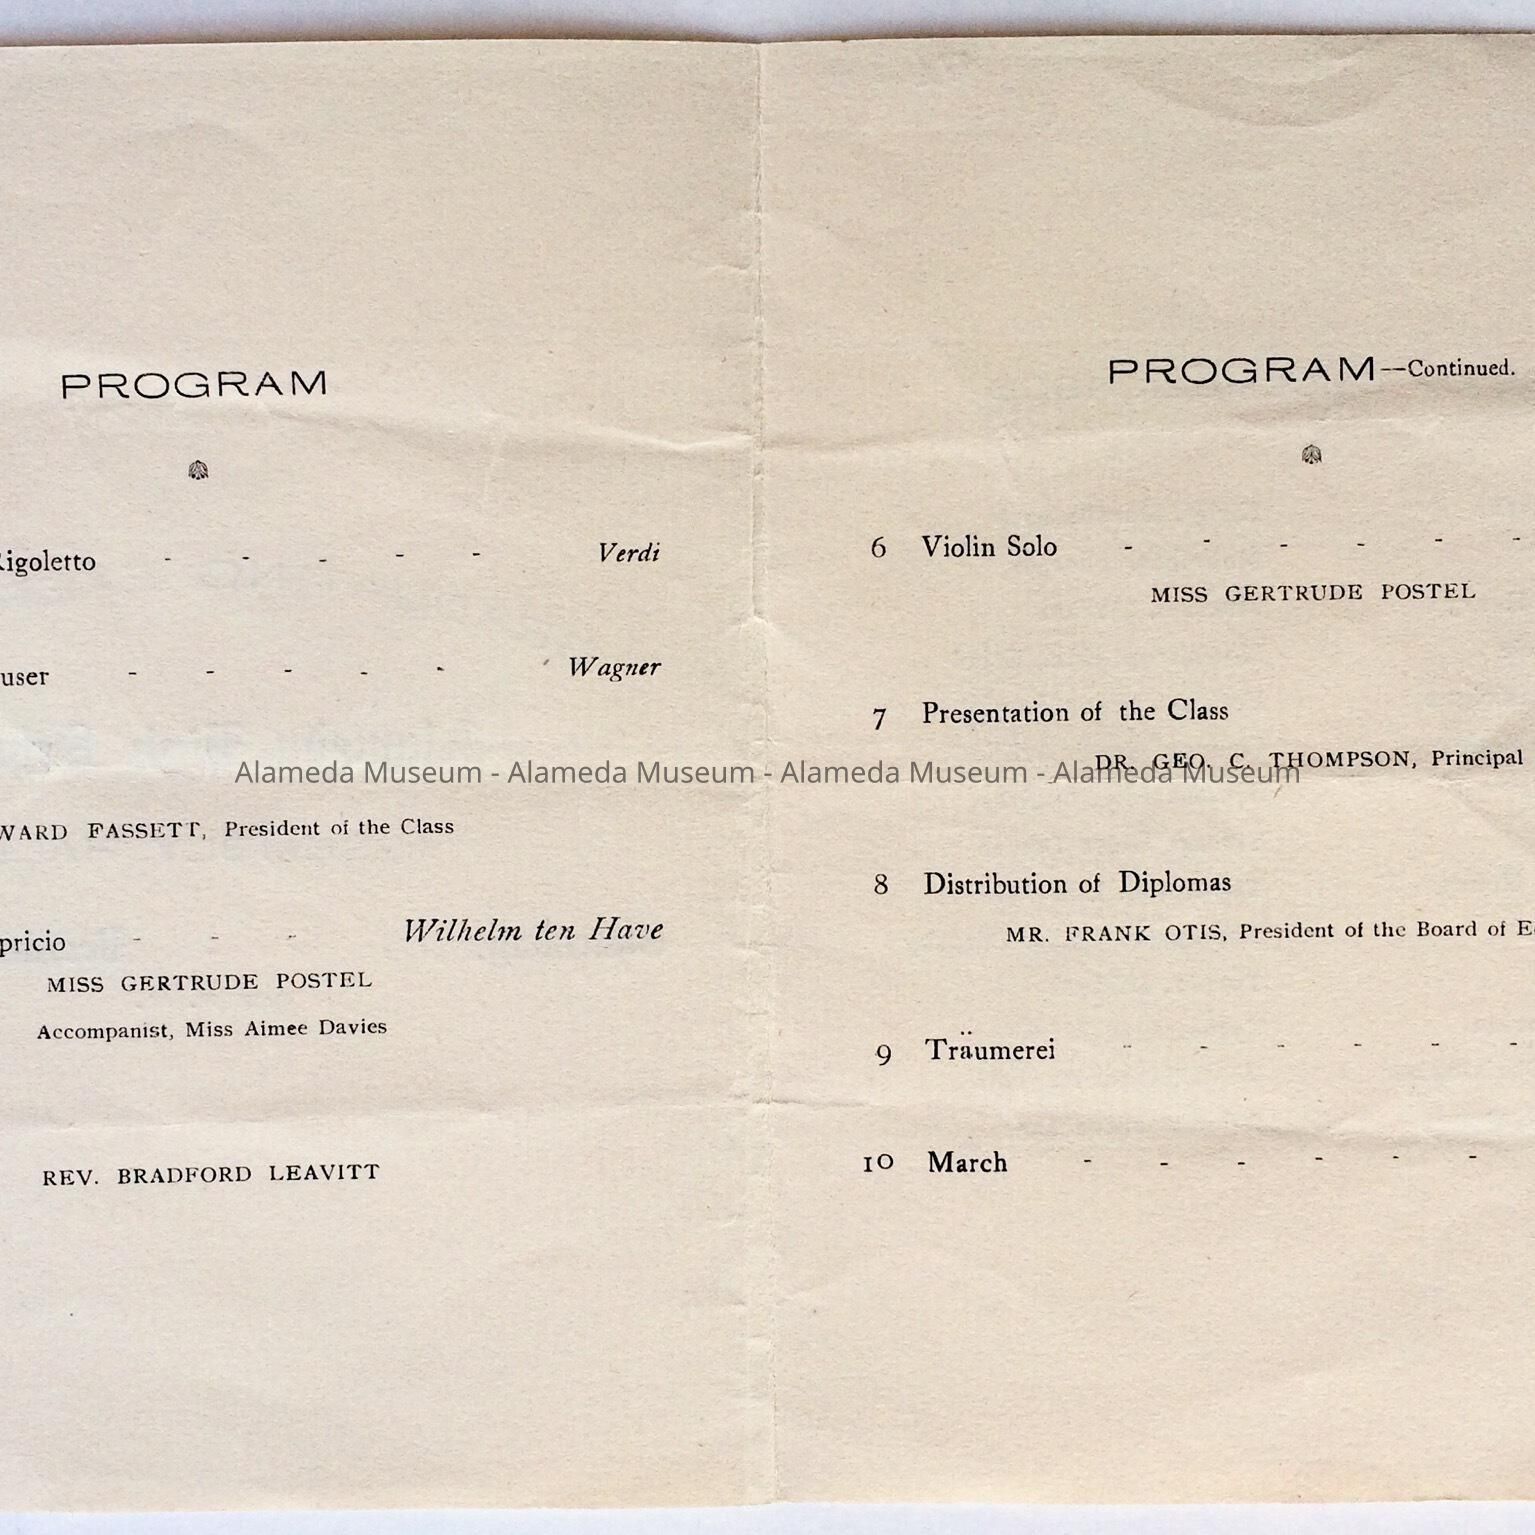 PROGRAM
Rigoletto - - - - - Verdi
user - - - - - Wagner
WARD FASSETT, President of the Class
pricio - - - Wilhelm ten Have
MISS GERTRUDE POSTEL
Accompanist, Miss Aimee Davies
REV. BRADFORD LEAVITT
PROGRAM--Continued.
6 Violin Solo - - - - - -
MISS GERTRUDE POSTEL
7 Presentation of the Class
DR. GEO. C. THOMPSON, Principal
8 Distribution of Diplomas
MR. FRANK OTIS, President of the Board of
9 Träumerei - - - - - -
10 March - - - - - -
Alameda Museum - Alameda Museum - Alameda Museum - Alameda Museum